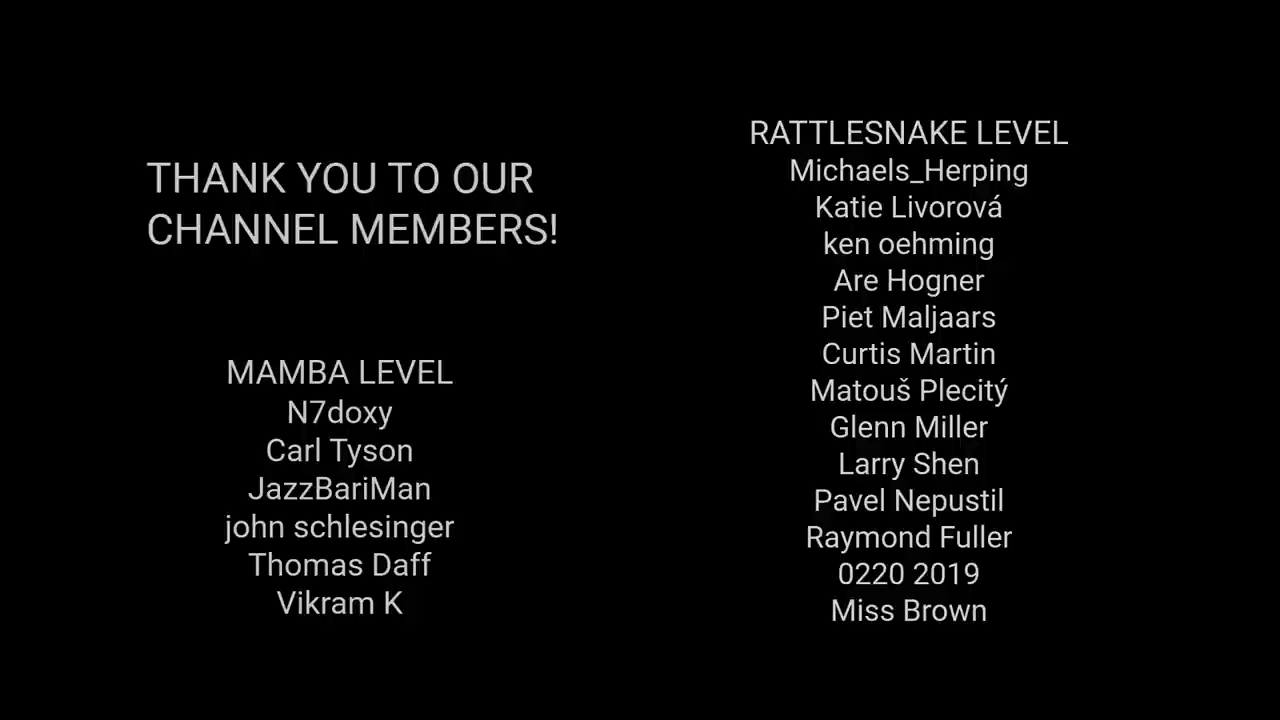 THANK YOU TO OUR
CHANNEL MEMBERS!
MAMBA LEVEL
N7doxy
Carl Tyson
JazzBariMan
john schlesinger
Thomas Daff
Vikram K
RATTLESNAKE LEVEL
Michaels_Herping
Katie Livorová
ken oehming
Are Hogner
Piet Maljaars
Curtis Martin
Matouš Plecitý
Glenn Miller
Larry Shen
Pavel Nepustil
Raymond Fuller
0220 2019
Miss Brown